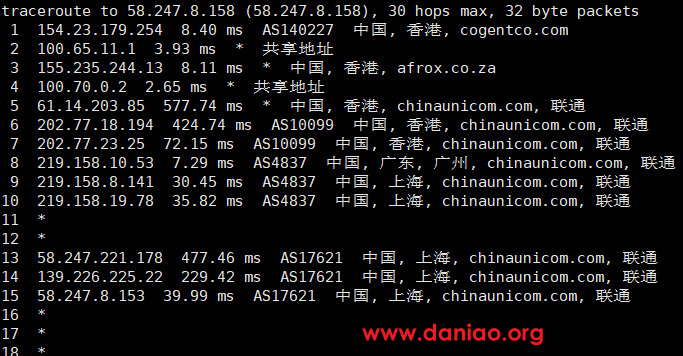 traceroute to 58.247.8.158 (58.247.8.158), 30 hops max, 32 byte packets
1 154.23.179.254 8.40 ms AS140227 中国, 香港, cogentco.com
2 100.65.11.1 3.93 ms * 共享地址
3 155.235.244.13 8.11 ms * 中国, 香港, afrox.co.za
4 100.70.0.2 2.65 ms * 共享地址
5 61.14.203.85 577.74 ms * 中国, 香港, chinaunicom.com, 联通
6 202.77.18.194 424.74 ms AS10099 中国, 香港, chinaunicom.com, 联通
7 202.77.23.25 72.15 ms AS10099 中国, 香港, chinaunicom.com, 联通
8 219.158.10.53 7.29 ms AS4837 中国, 广东, 广州, chinaunicom.com, 联通
9 219.158.8.141 30.45 ms AS4837 中国, 上海, chinaunicom.com, 联通
10 219.158.19.78 35.82 ms AS4837 中国, 上海, chinaunicom.com, 联通
11 *
12 *
13 58.247.221.178 477.46 ms AS17621 中国, 上海, chinaunicom.com, 联通
14 139.226.225.22 229.42 ms AS17621 中国, 上海, chinaunicom.com, 联通
15 58.247.8.153 39.99 ms AS17621 中国, 上海, chinaunicom.com, 联通
16 *
17 *
www.daniao.org
18 *